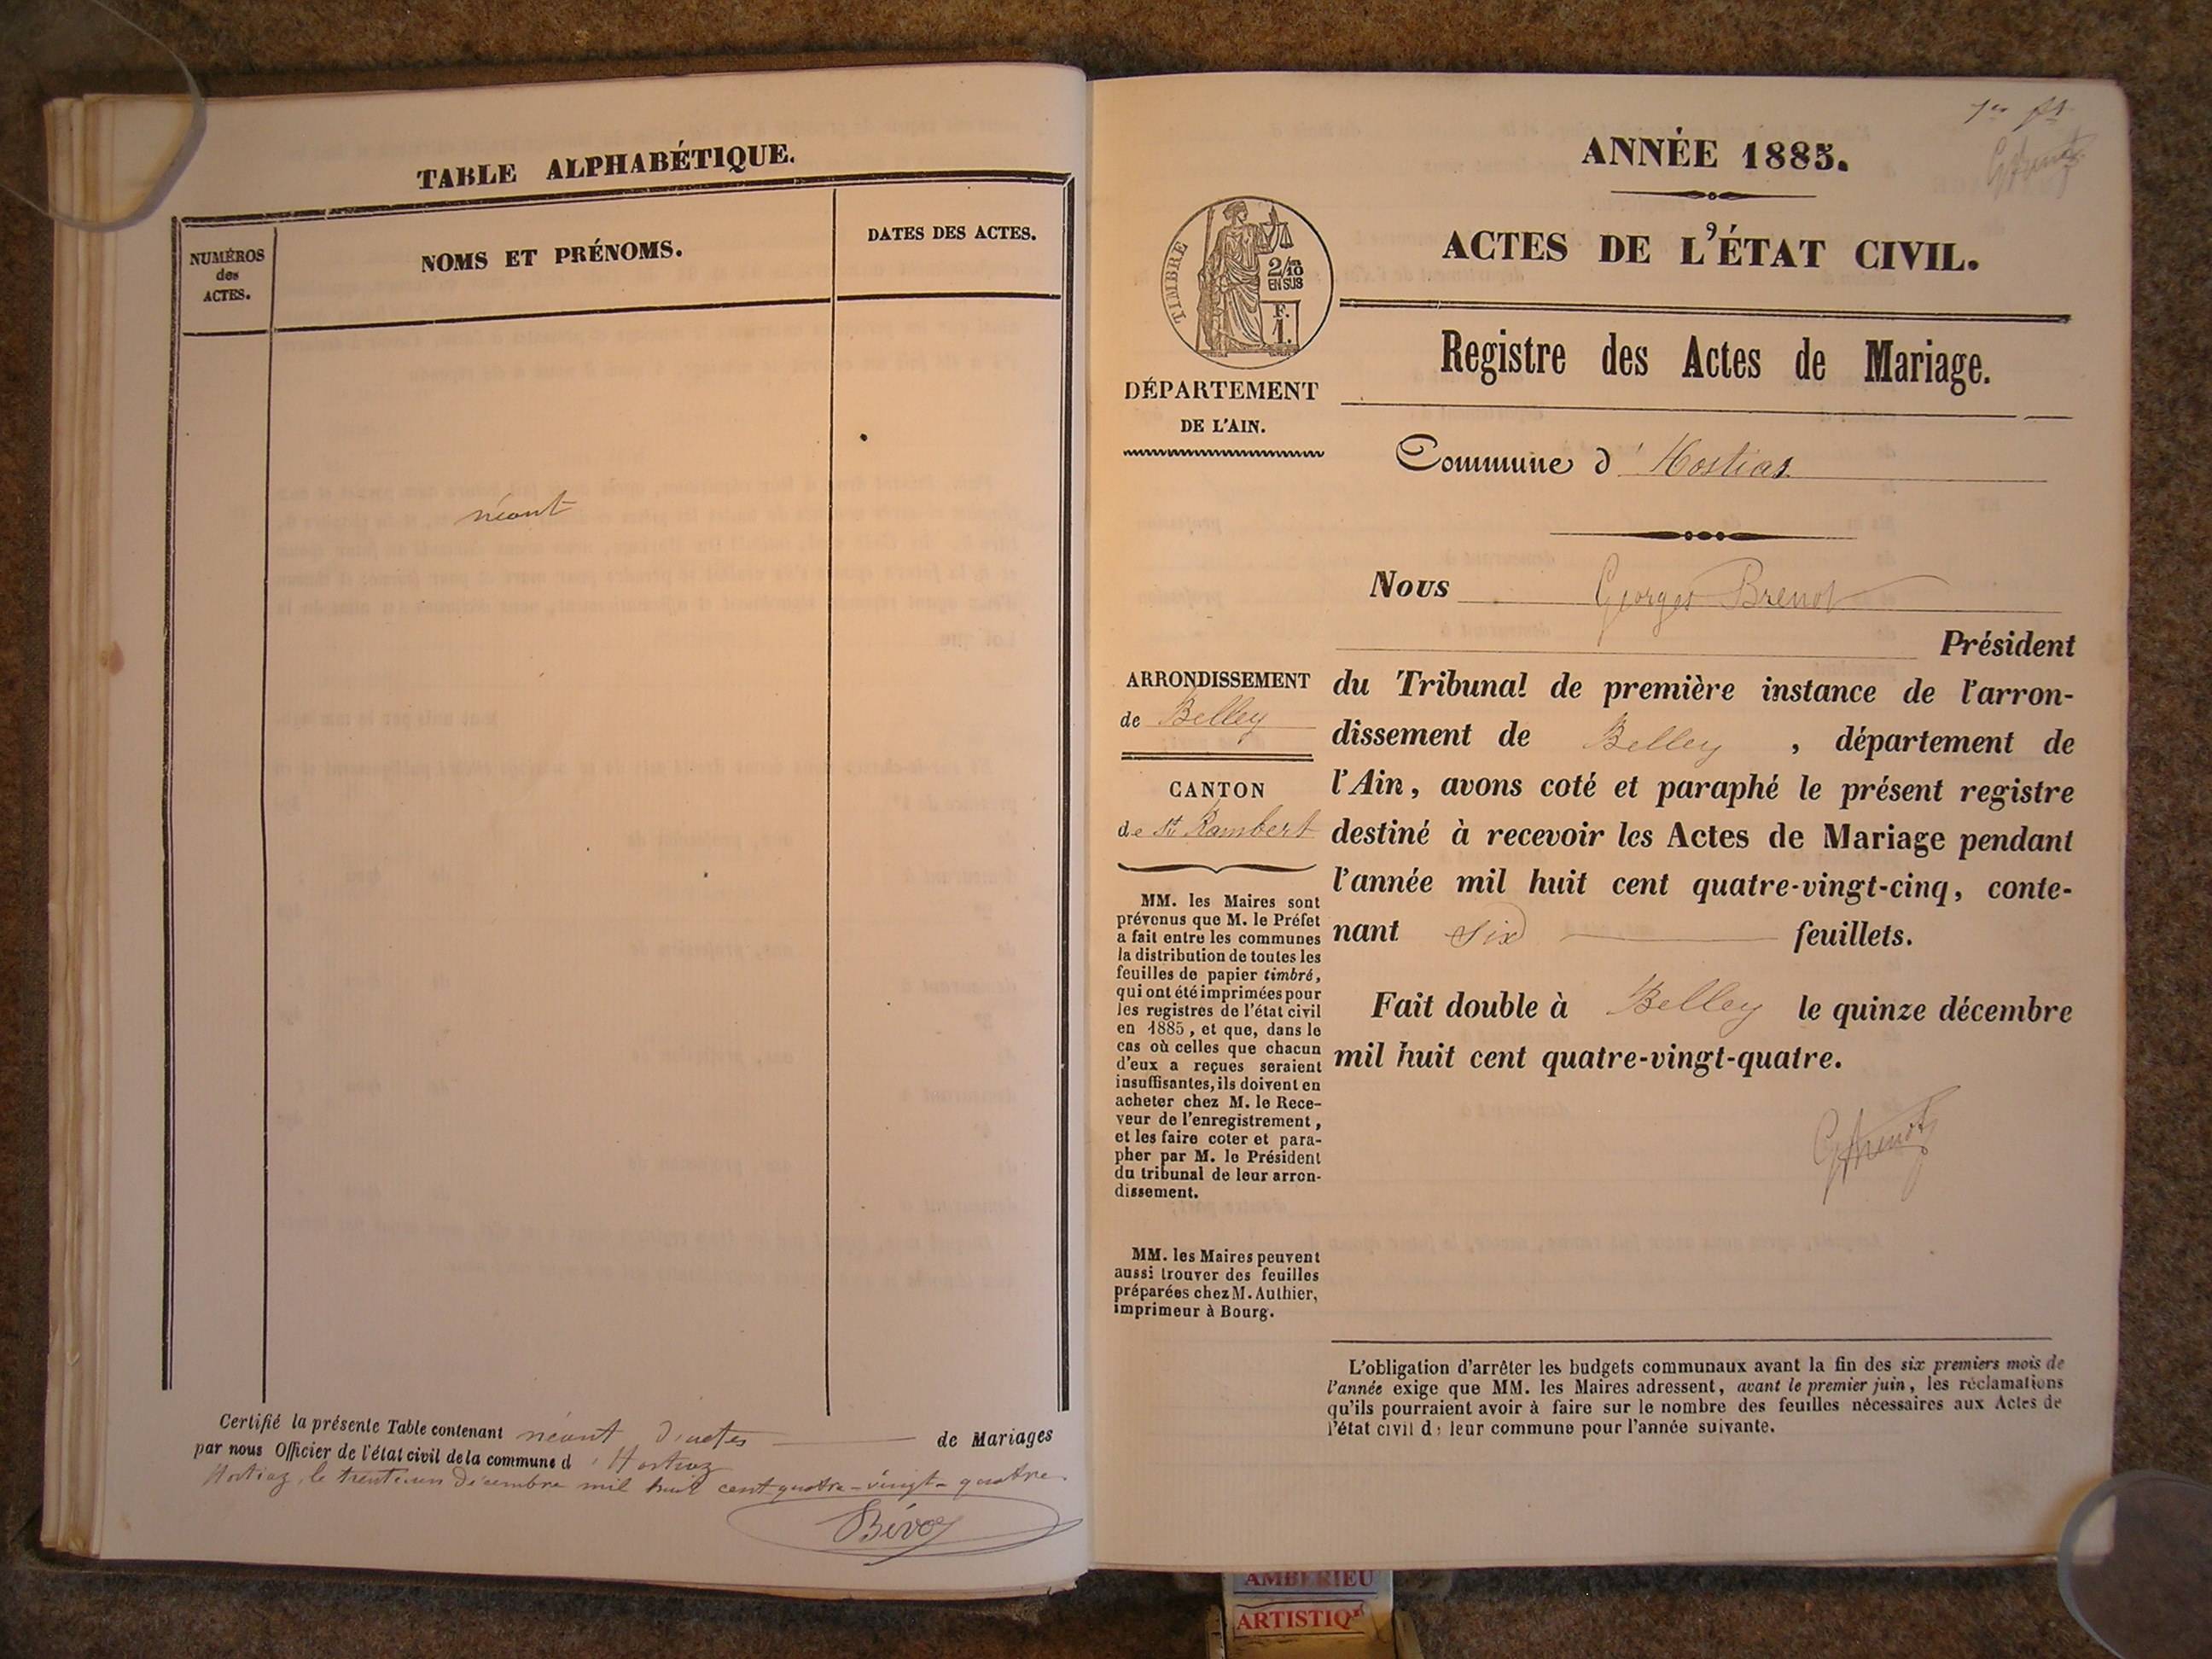 TABLE ALPHABÉTIQUE.
NUMÉROS
des
ACTES.
NOMS ET PRÉNOMS.
DATES DES ACTES.
néant
Certifié la présente Table contenant néant d'actes de Mariages
par nous Officier de l'état civil de la commune d'Hostiaz
Hostiaz, le trente un décembre mil huit cent quatre-vingt-quatre
Bévoz
1er ft
ANNÉE 1885.
ACTES DE L'ÉTAT CIVIL.
TIMBRE
2/10
EN SUS
F.
1.
Registre des Actes de Mariage.
DÉPARTEMENT
DE L'AIN.
Commune d'Hostias
Nous Georges Brenot
Président
du Tribunal de première instance de l'arron-
dissement de Belley, département de
l'Ain, avons coté et paraphé le présent registre
destiné à recevoir les Actes de Mariage pendant
l'année mil huit cent quatre-vingt-cinq, conte-
nant six feuillets.
Fait double à Belley le quinze décembre
mil huit cent quatre-vingt-quatre.
GBrenot
ARRONDISSEMENT
de Belley
CANTON
de St Rambert
MM. les Maires sont
prévenus que M. le Préfet
a fait entre les communes
la distribution de toutes les
feuilles de papier timbré,
qui ont été imprimées pour
les registres de l'état civil
en 1885, et que, dans le
cas où celles que chacun
d'eux a reçues seraient
insuffisantes, ils doivent en
acheter chez M. le Rece-
veur de l'enregistrement,
et les faire coter et para-
pher par M. le Président
du tribunal de leur arron-
dissement.
MM. les Maires peuvent
aussi trouver des feuilles
préparées chez M. Authier,
imprimeur à Bourg.
L'obligation d'arrêter les budgets communaux avant la fin des six premiers mois de
l'année exige que MM. les Maires adressent, avant le premier juin, les réclamations
qu'ils pourraient avoir à faire sur le nombre des feuilles nécessaires aux Actes de
l'état civil de leur commune pour l'année suivante.
AMBERIEU
ARTISTIQ